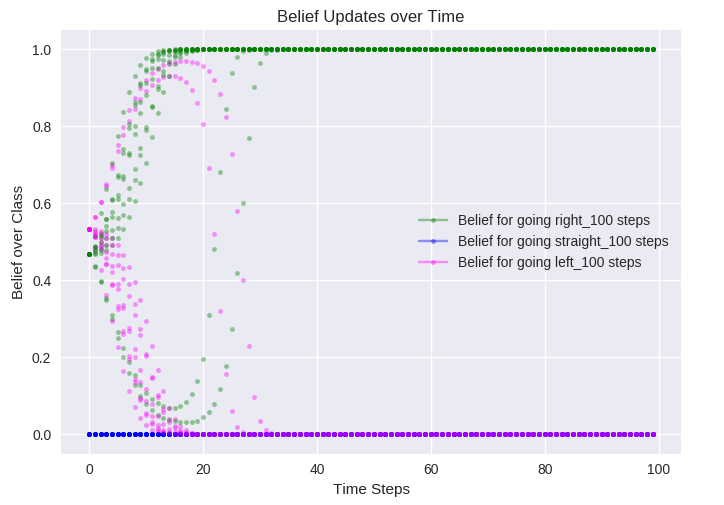 Belief Updates over Time
1.0
0.8
0.6
0.4
0.2
0.0
Belief over Class
Belief for going right_100 steps
Belief for going straight_100 steps
Belief for going left_100 steps
0
20
40
60
80
100
Time Steps